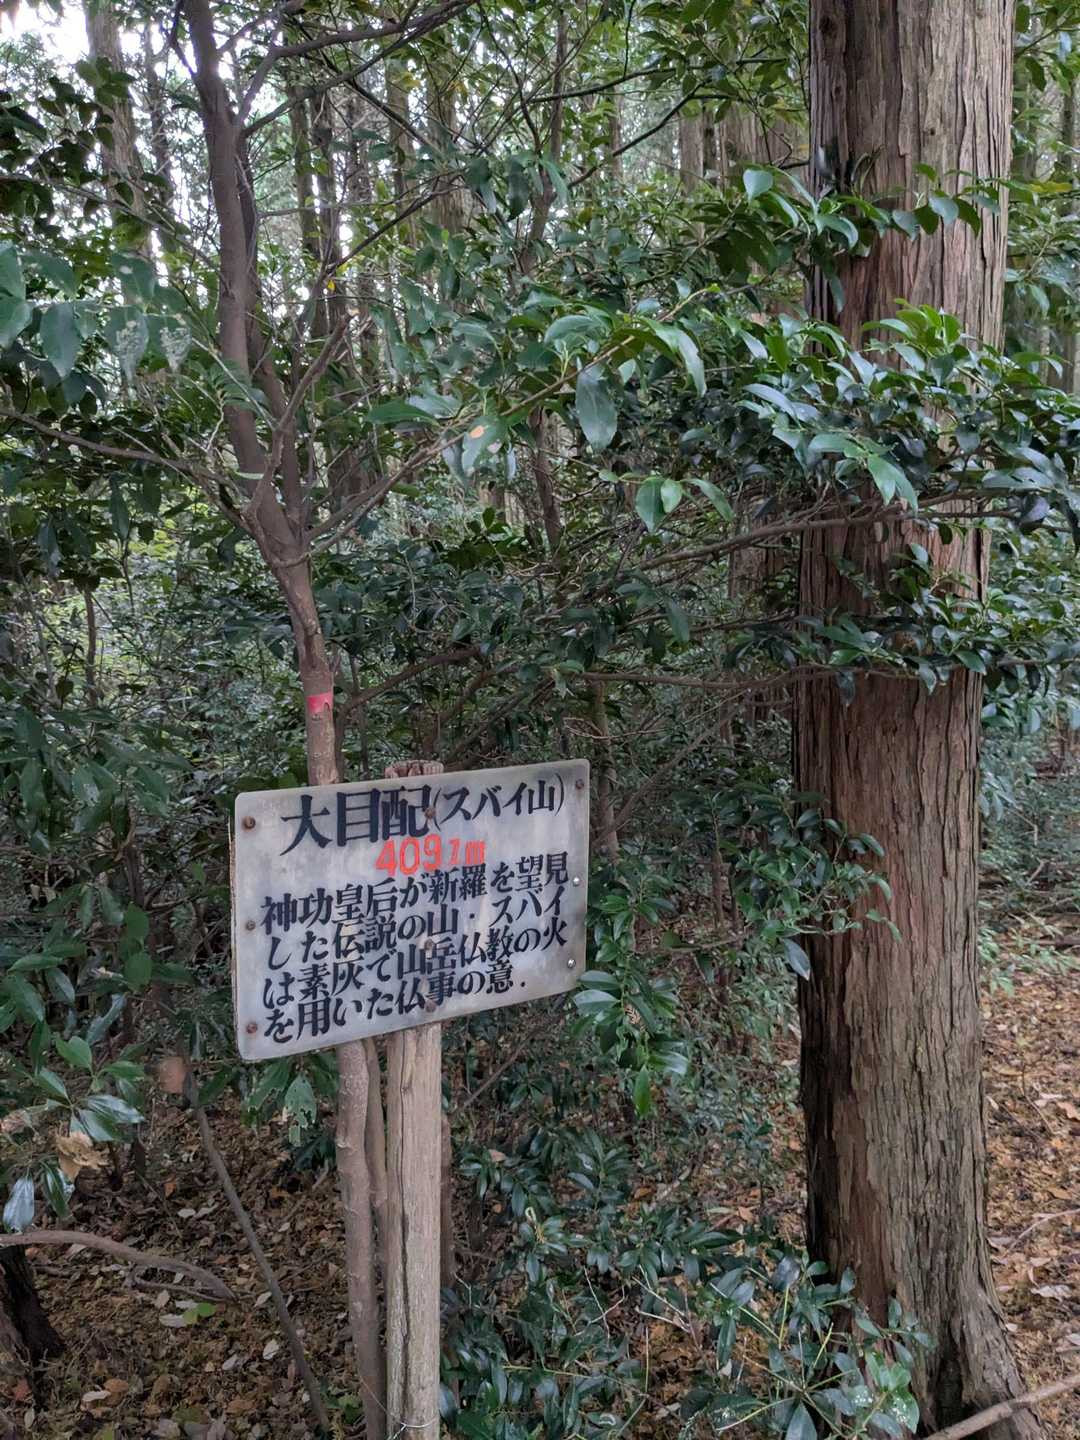 大目配(スバイ山)
409.7m
神功皇后が新羅を望見
した伝説の山．スバイ
は素灰で山岳仏教の火
を用いた仏事の意．